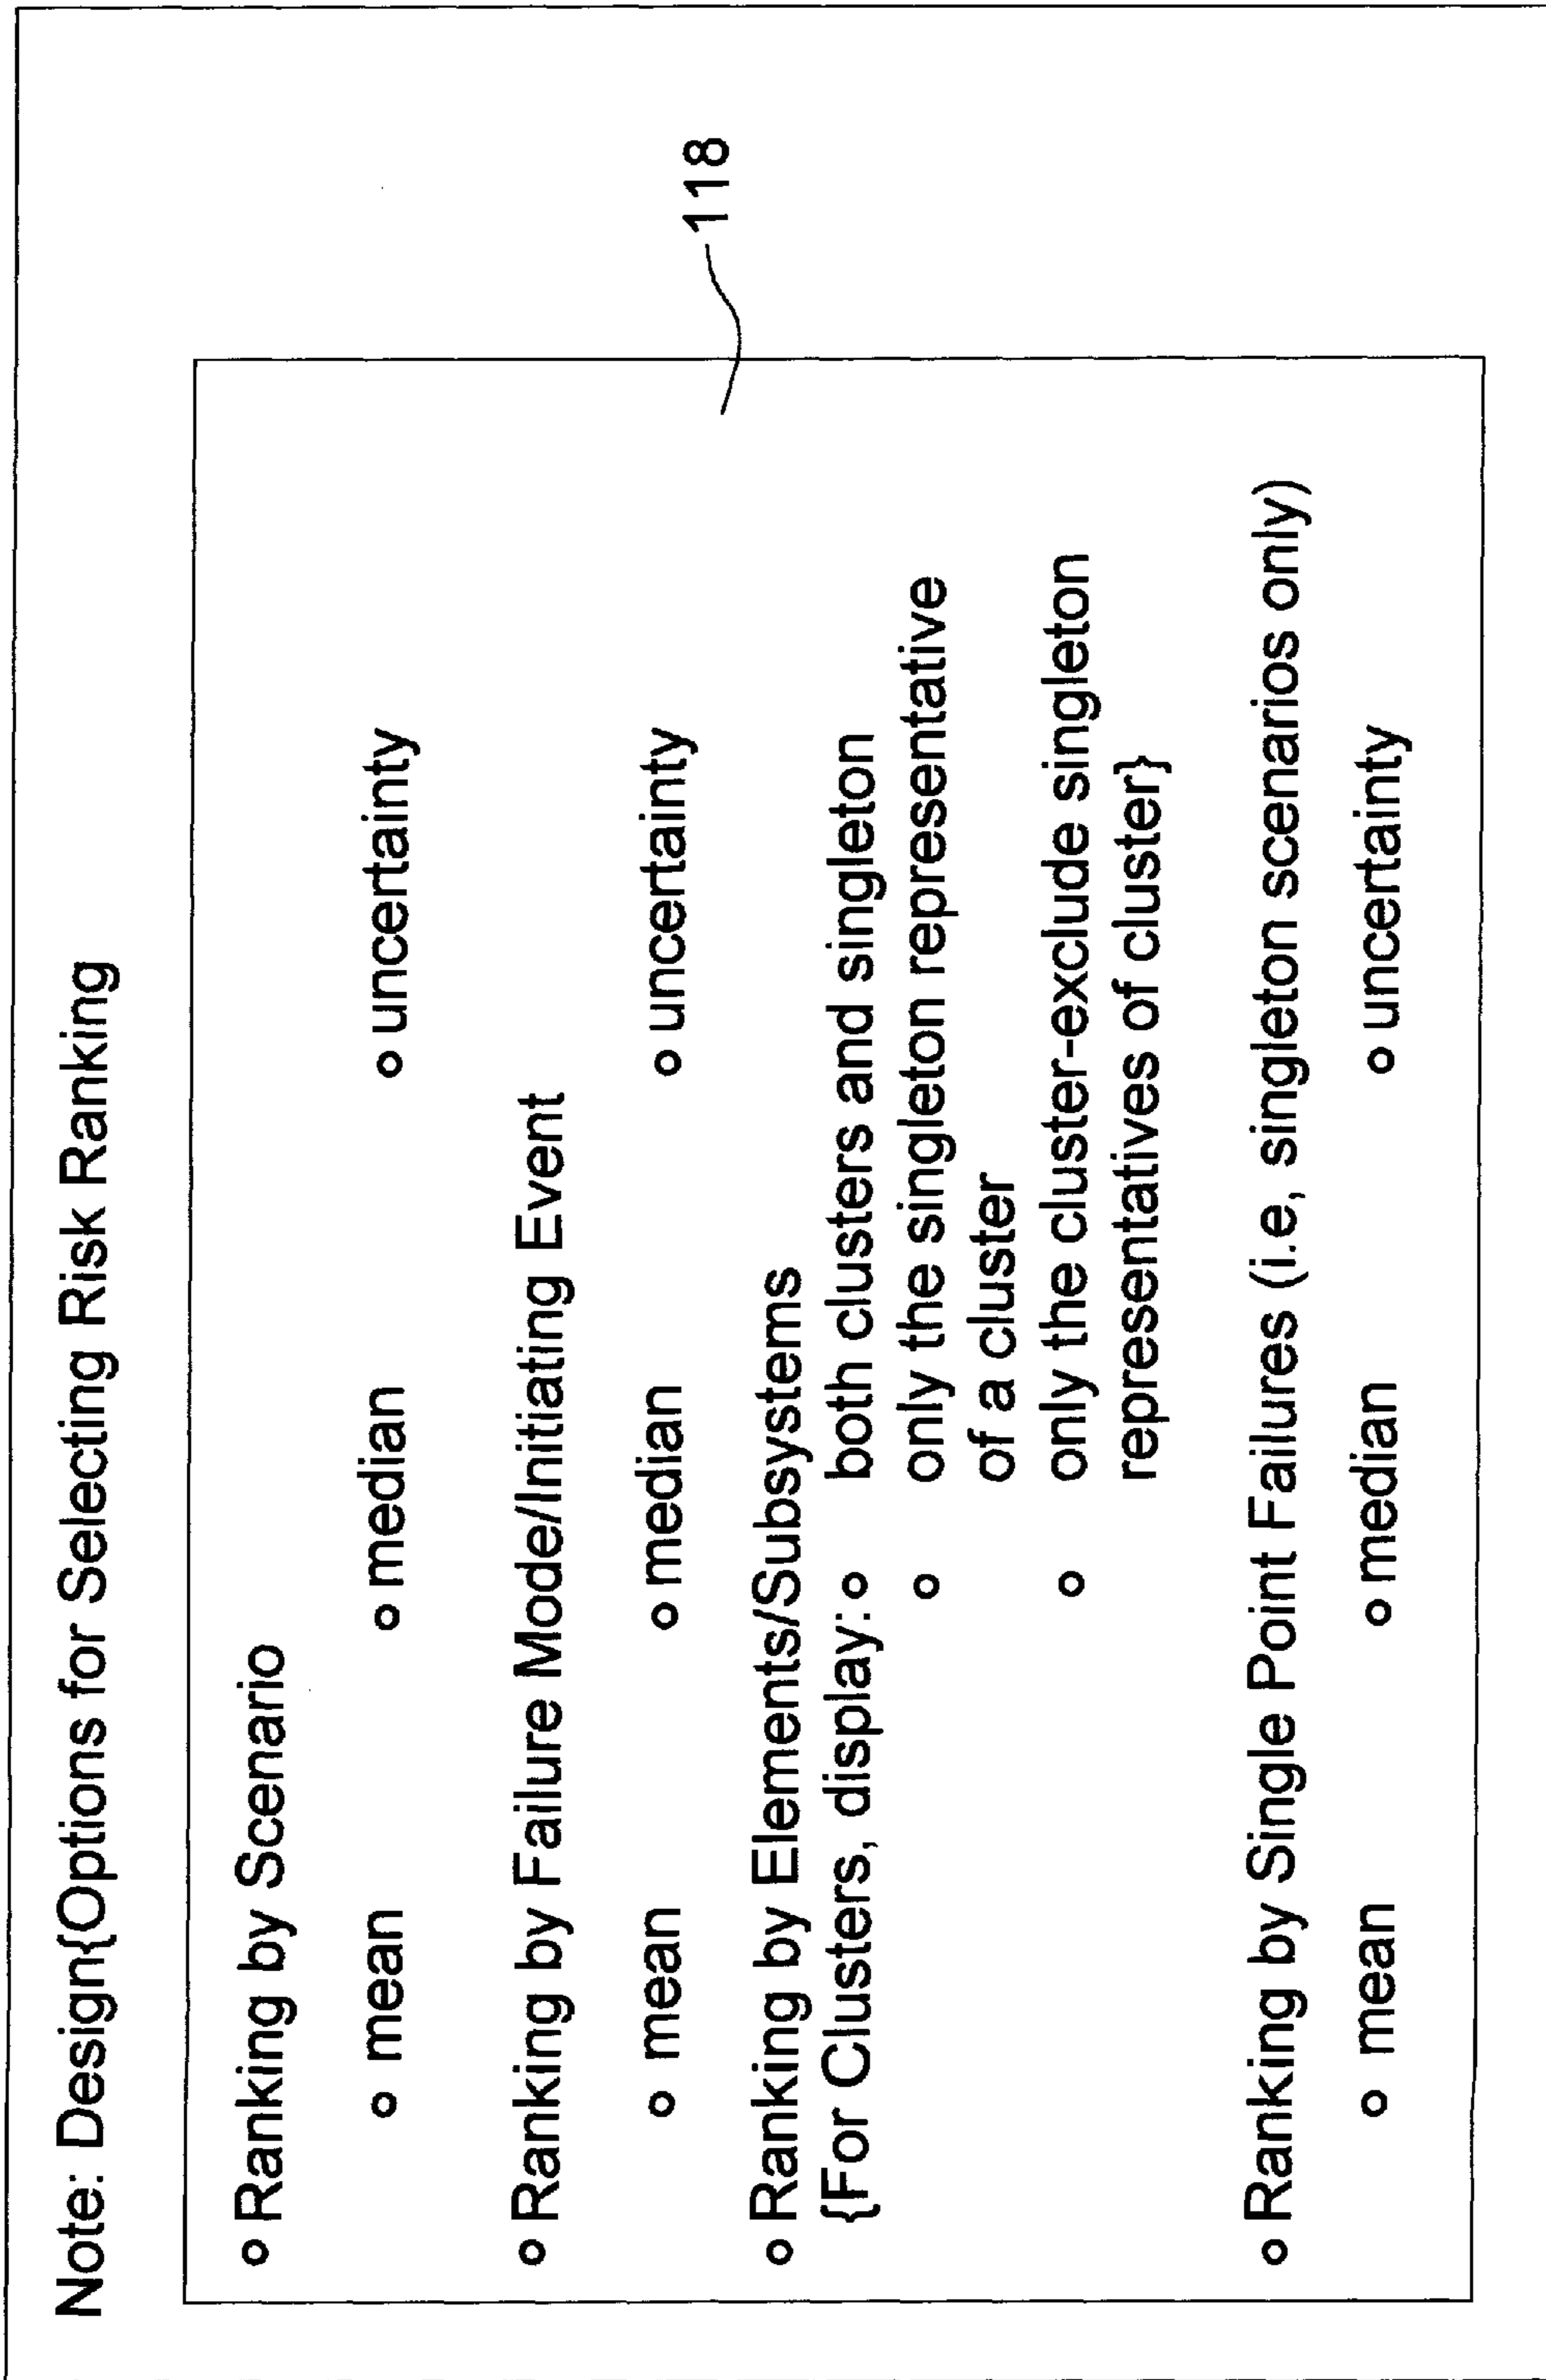 Note: Design{Options for Selecting Risk Ranking
118
Ranking by Scenario
mean median uncertainty
Ranking by Failure Mode/Initiating Event
mean median uncertainty
Ranking by Elements/Subsystems
{For Clusters, display: both clusters and singleton
only the singleton representative
of a cluster
only the cluster-exclude singleton
representatives of cluster}
Ranking by Single Point Failures (i.e, singleton scenarios only)
mean median uncertainty